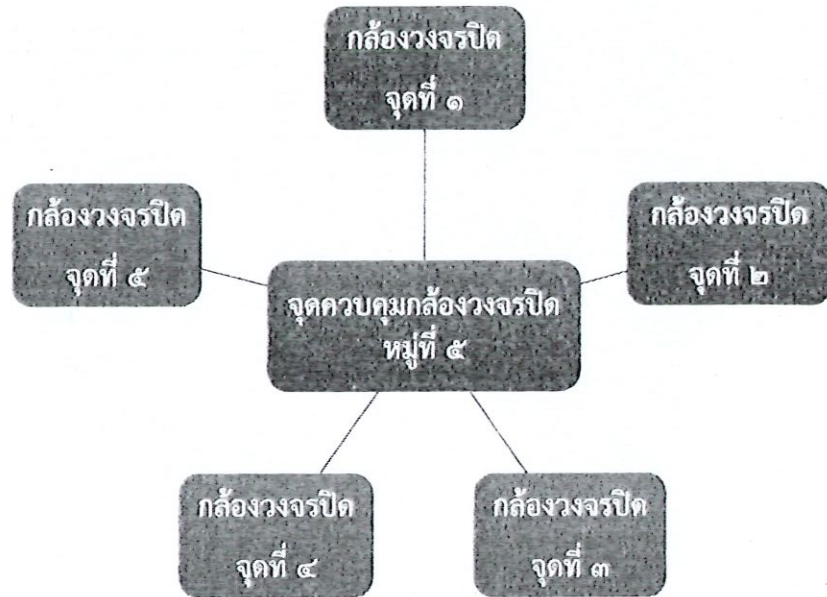 กล้องวงจรปิด
จุดที่ ๑
กล้องวงจรปิด
จุดที่ ๕
กล้องวงจรปิด
จุดที่ ๒
จุดควบคุมกล้องวงจรปิด
หมู่ที่ ๕
กล้องวงจรปิด
จุดที่ ๔
กล้องวงจรปิด
จุดที่ ๓